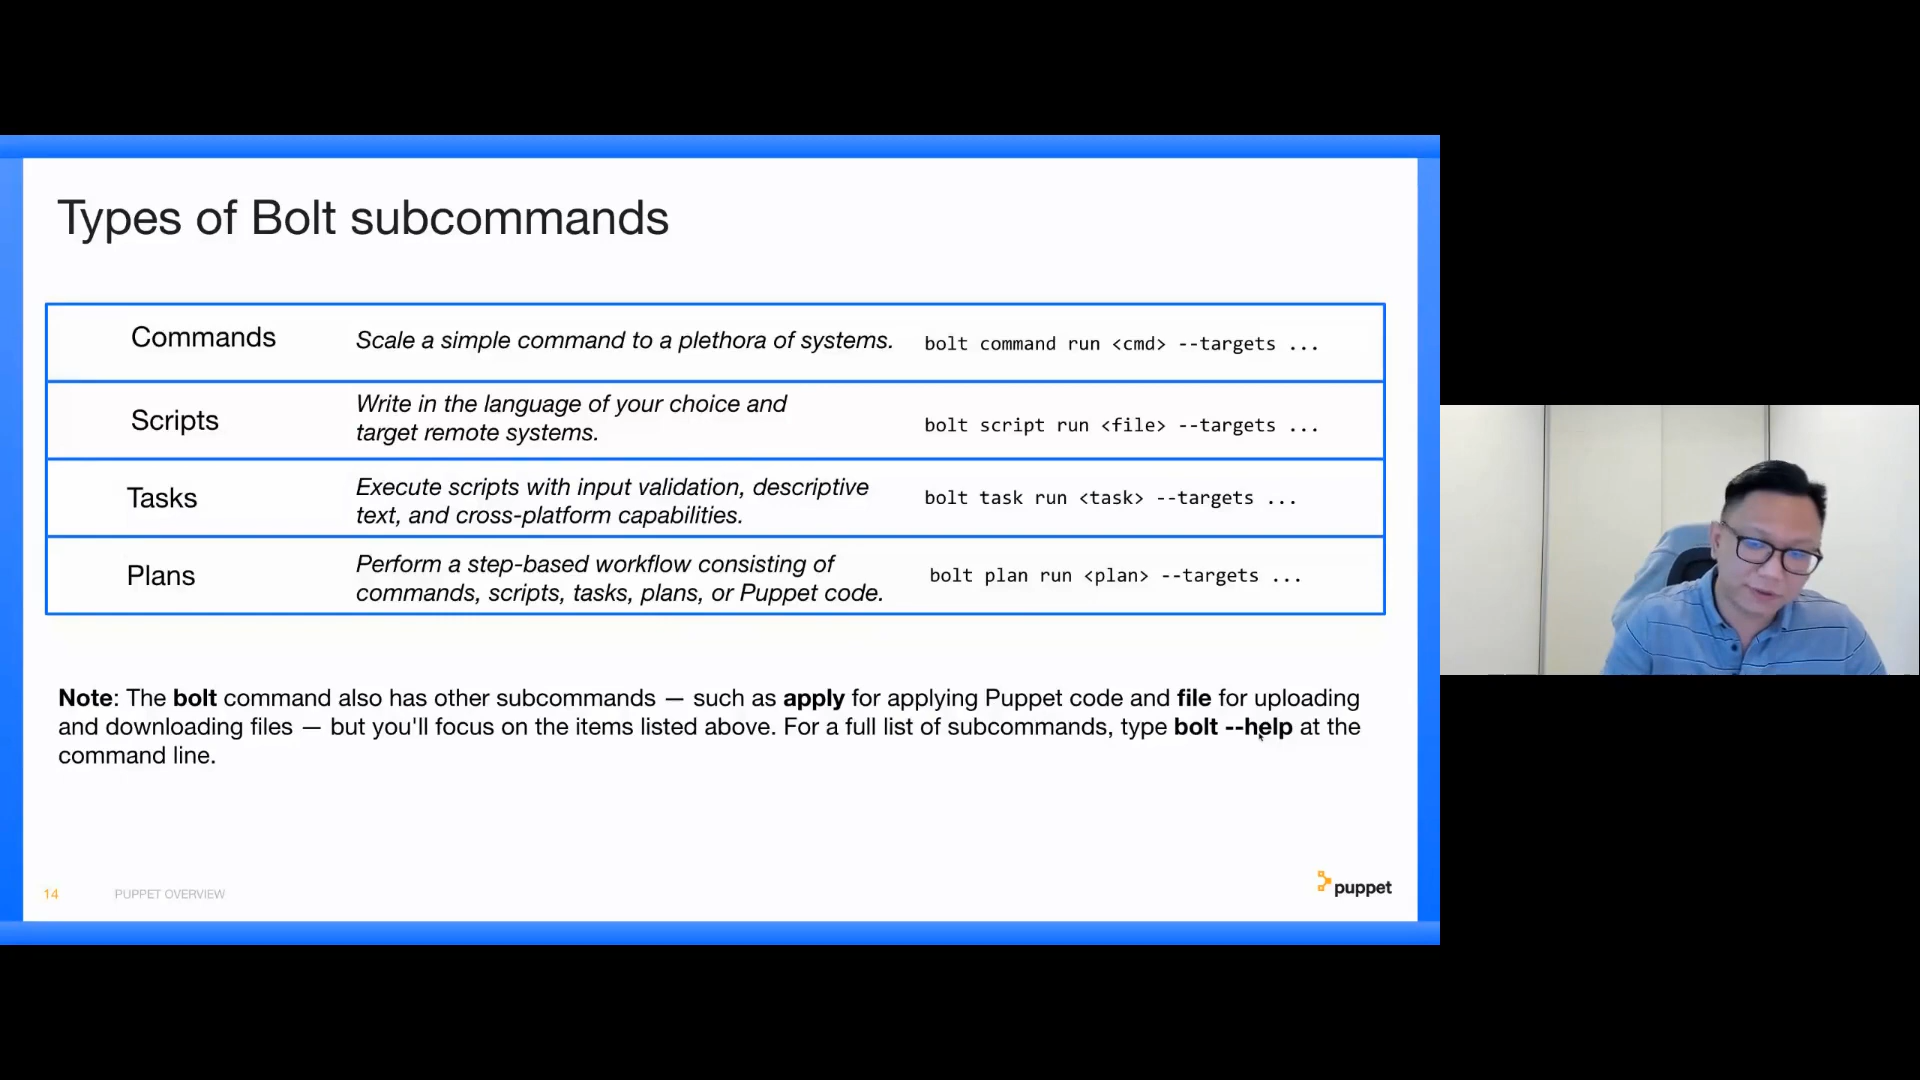 Types of Bolt subcommands
Commands
Scale a simple command to a plethora of systems.
bolt command run <cmd> --targets ...
Scripts
Write in the language of your choice and
target remote systems.
bolt script run <file> --targets ...
Tasks
Execute scripts with input validation, descriptive
text, and cross-platform capabilities.
bolt task run <task> --targets ...
Plans
Perform a step-based workflow consisting of
commands, scripts, tasks, plans, or Puppet code.
bolt plan run <plan> --targets ...
Note: The bolt command also has other subcommands — such as apply for applying Puppet code and file for uploading
and downloading files — but you'll focus on the items listed above. For a full list of subcommands, type bolt --help at the
command line.
14
PUPPET OVERVIEW
puppet